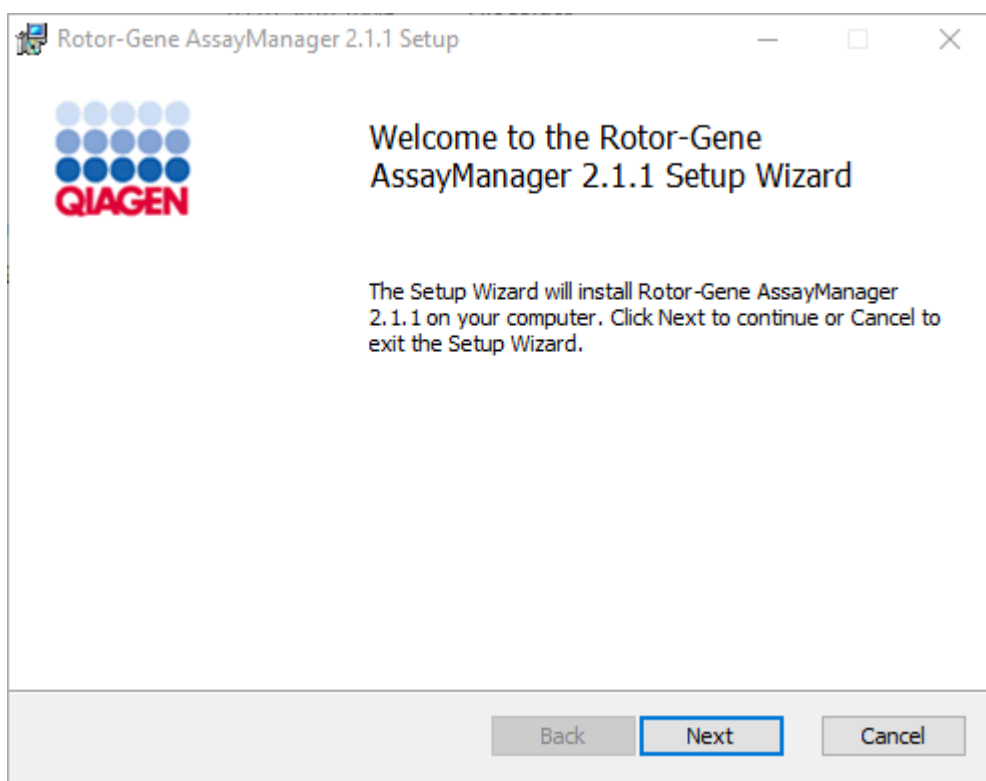 Rotor-Gene AssayManager 2.1.1 Setup
QIAGEN
Welcome to the Rotor-Gene
AssayManager 2.1.1 Setup Wizard
The Setup Wizard will install Rotor-Gene AssayManager
2.1.1 on your computer. Click Next to continue or Cancel to
exit the Setup Wizard.
Back
Next
Cancel